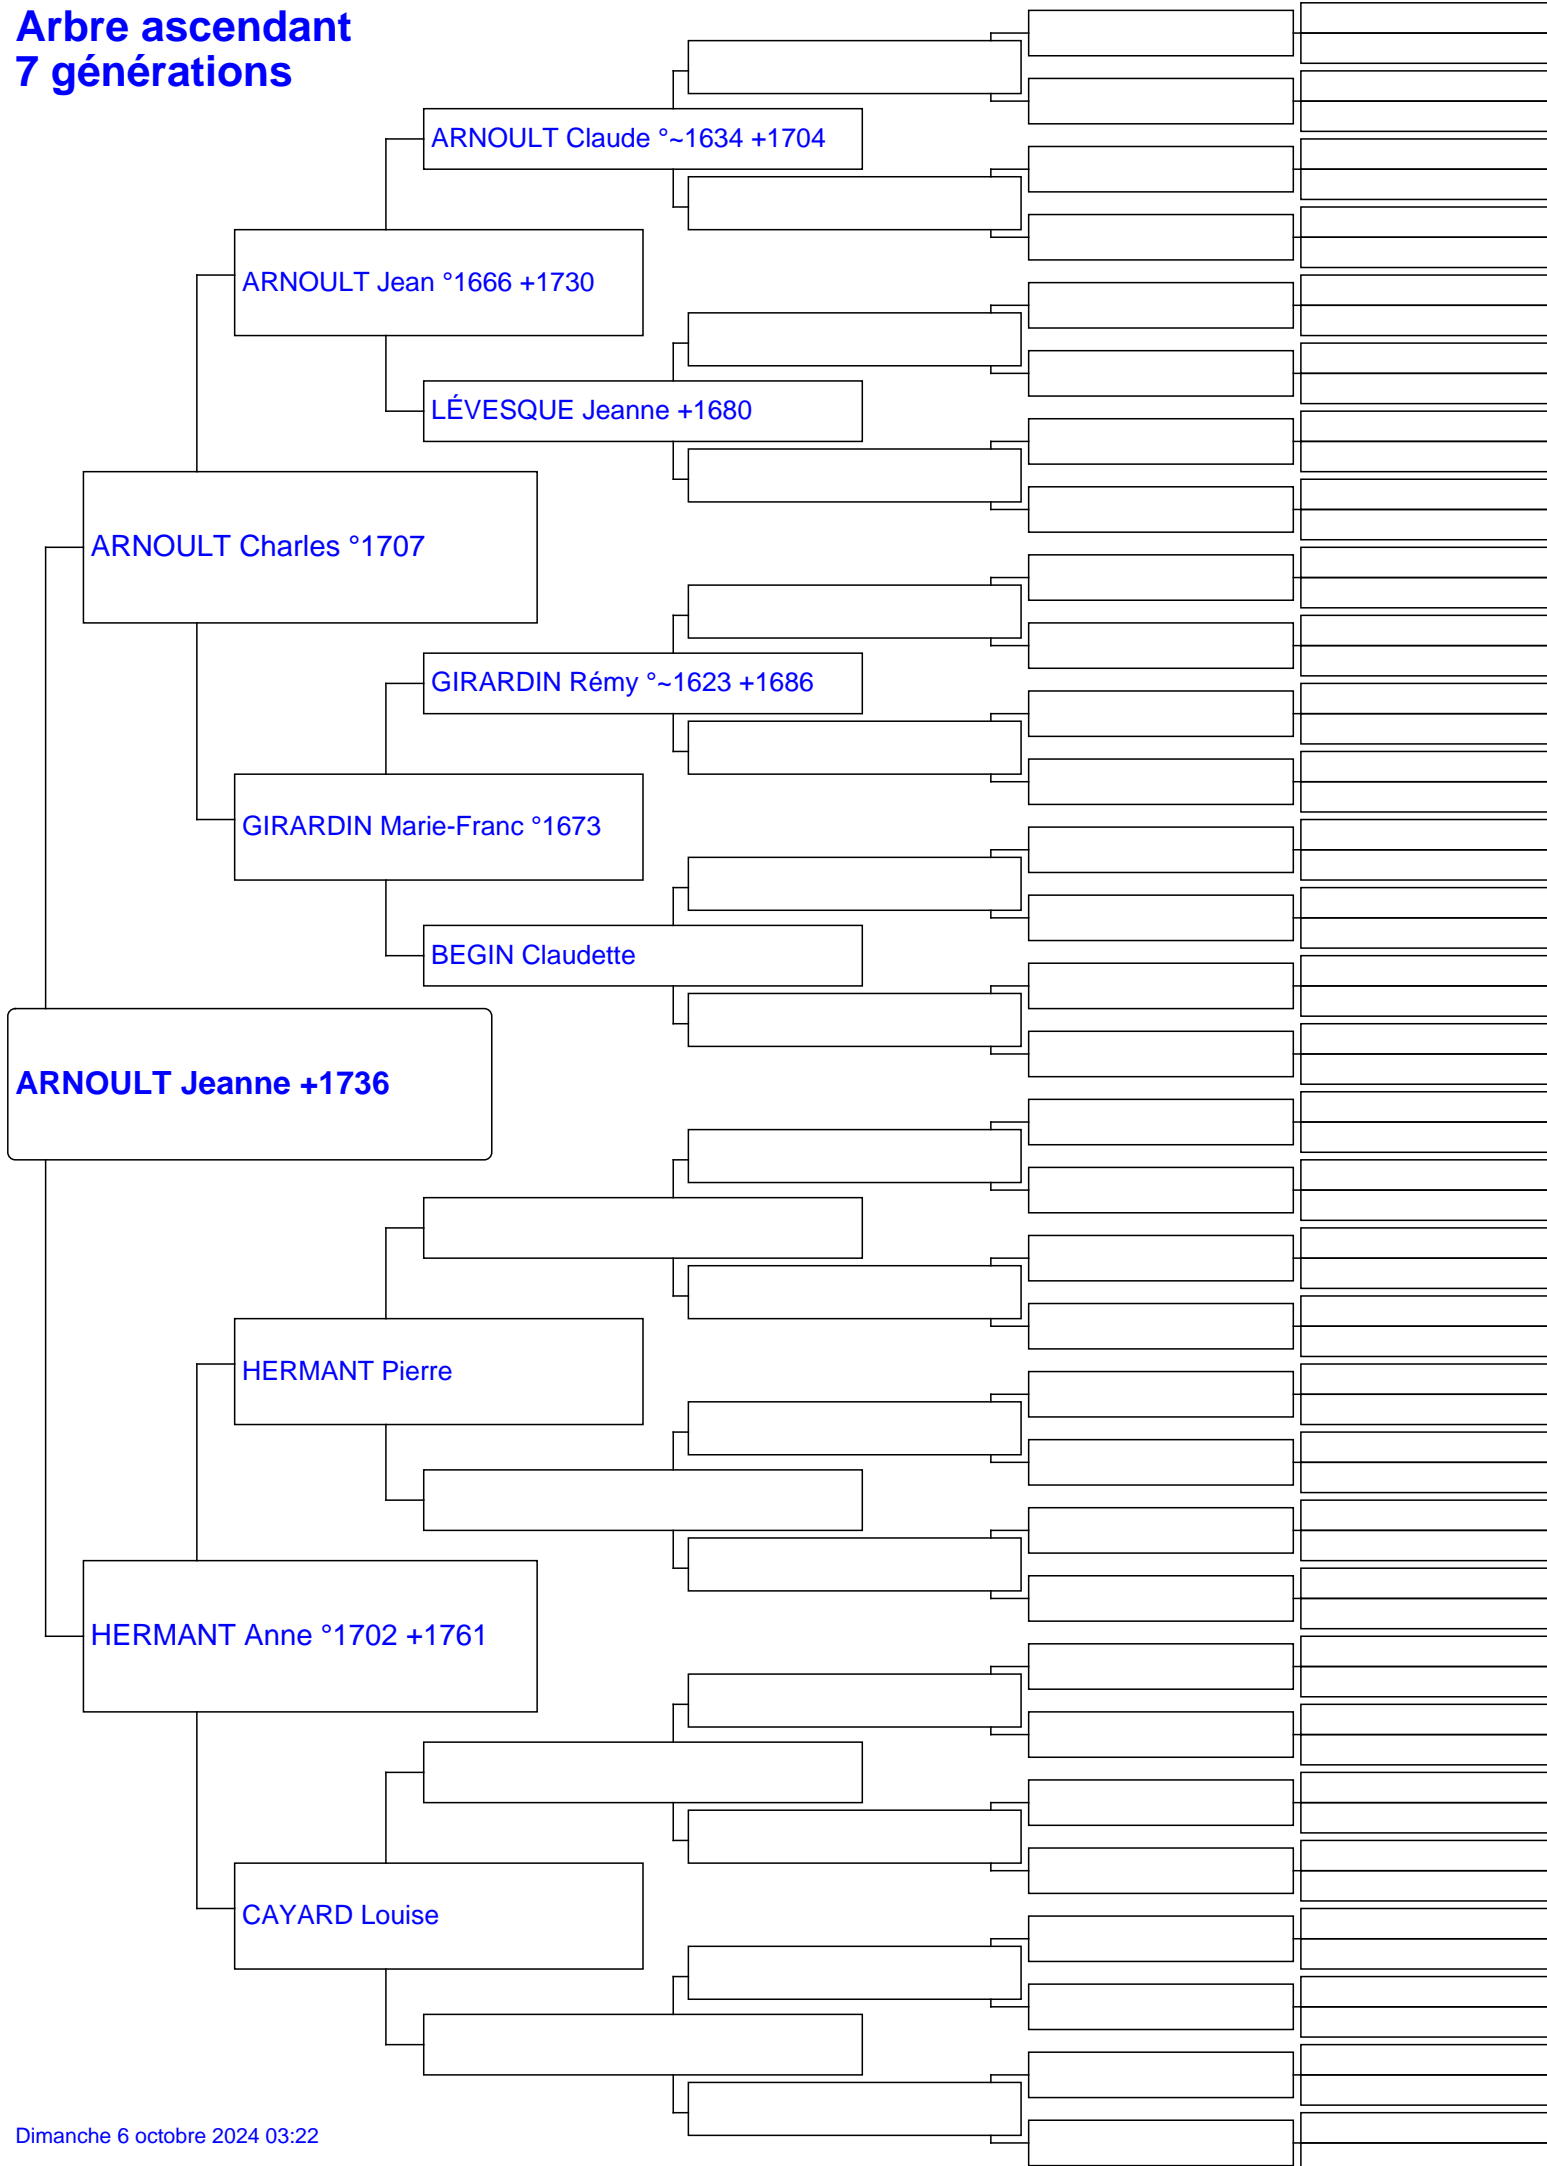 Arbre ascendant
7 générations
ARNOULT Claude °~1634 +1704
ARNOULT Jean °1666 +1730
LÉVESQUE Jeanne +1680
ARNOULT Charles °1707
GIRARDIN Rémy °~1623 +1686
GIRARDIN Marie-Franc °1673
BEGIN Claudette
ARNOULT Jeanne +1736
HERMANT Pierre
HERMANT Anne °1702 +1761
CAYARD Louise
Dimanche 6 octobre 2024 03:22